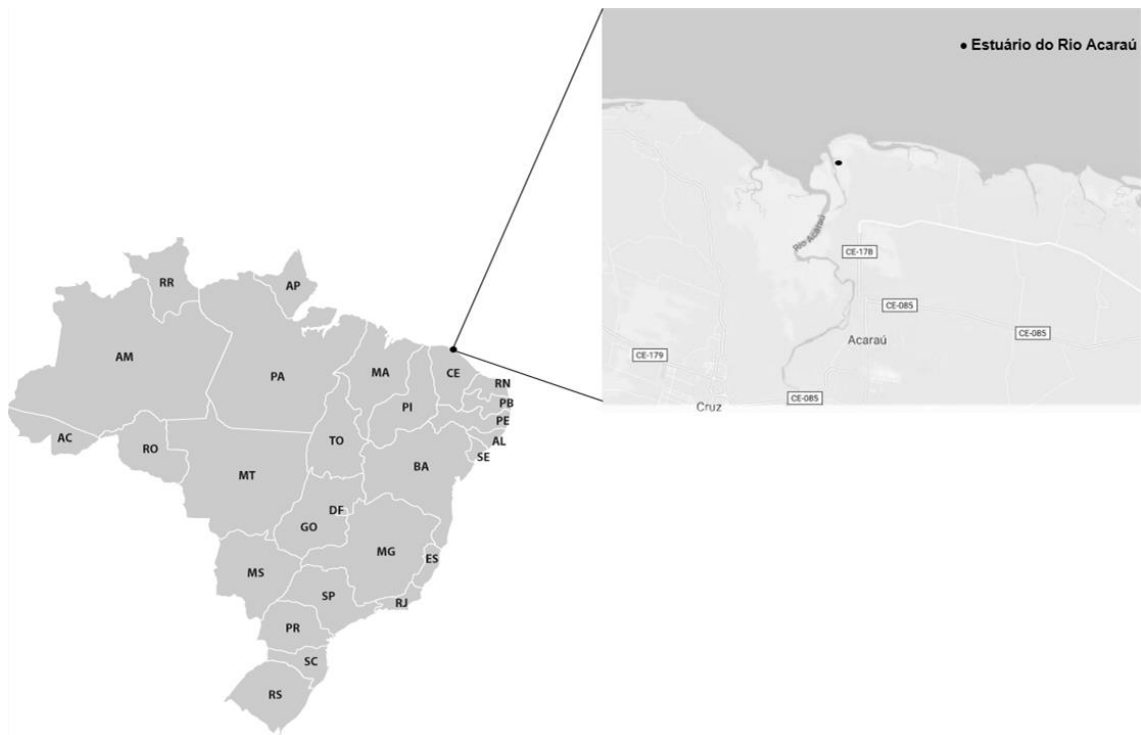 • Estuário do Rio Acaraú
Rio Acaraú
CE-178
CE-085
CE-085
Acaraú
CE-179
CE-085
Cruz
RR
AP
AM
PA
MA
CE
RN
PB
PI
PE
AC
AL
RO
TO
SE
BA
MT
DF
GO
MG
ES
MS
SP
RJ
PR
SC
RS